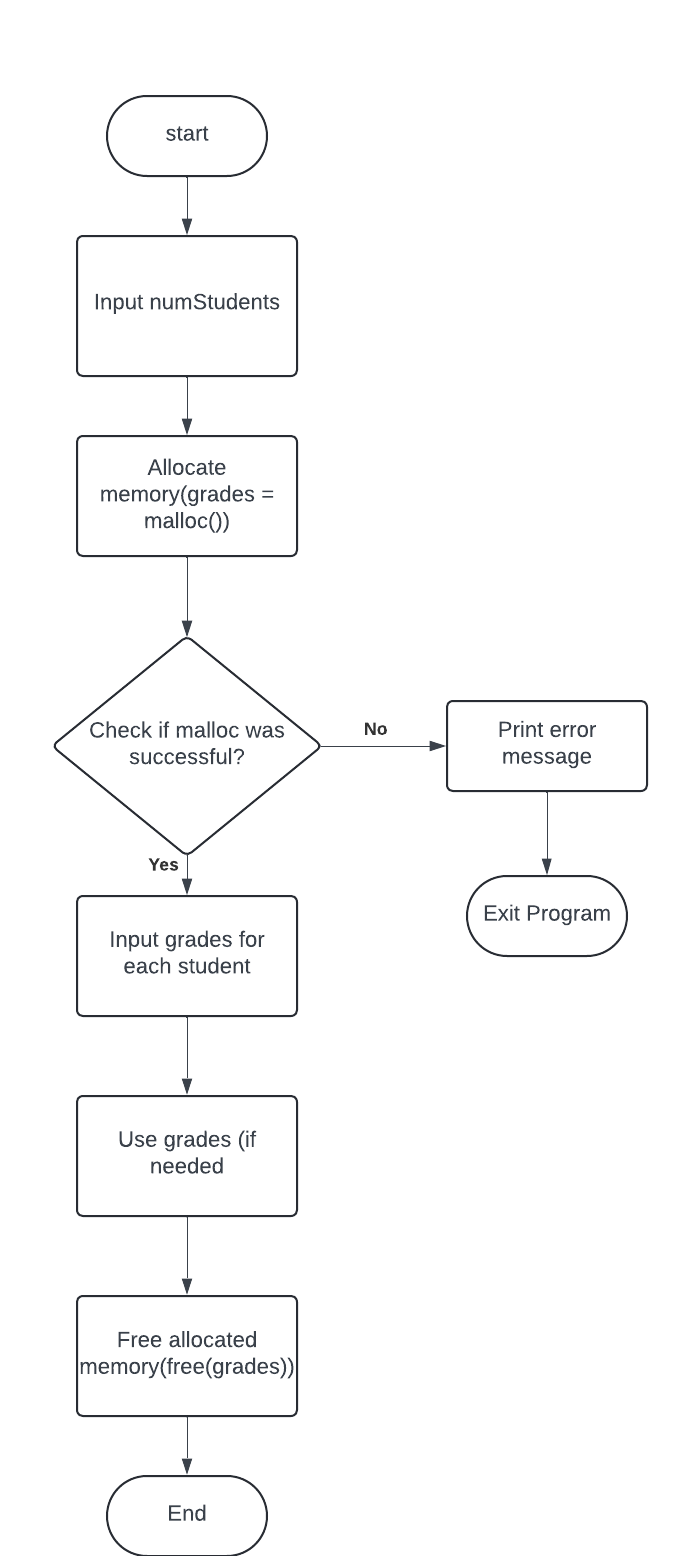 start
Input numStudents
Allocate
memory(grades =
malloc())
Check if malloc was
successful?
No
Print error
message
Exit Program
Yes
Input grades for
each student
Use grades (if
needed
Free allocated
memory(free(grades))
End